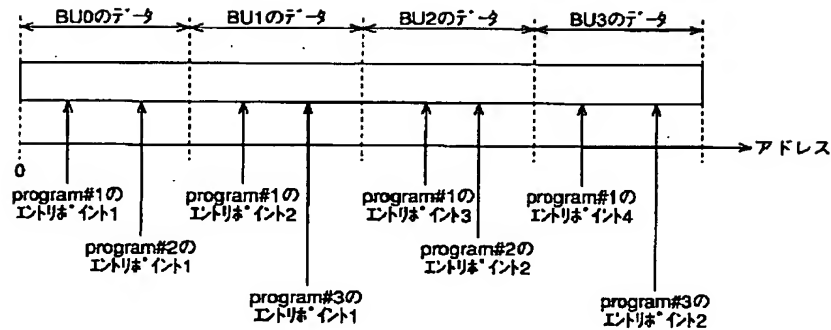 BU0のデータ
BU1のデータ
BU2のデータ
BU3のデータ
アドレス
0
program#1の
エントリポイント1
program#1の
エントリポイント2
program#1の
エントリポイント3
program#1の
エントリポイント4
program#2の
エントリポイント1
program#2の
エントリポイント2
program#3の
エントリポイント1
program#3の
エントリポイント2